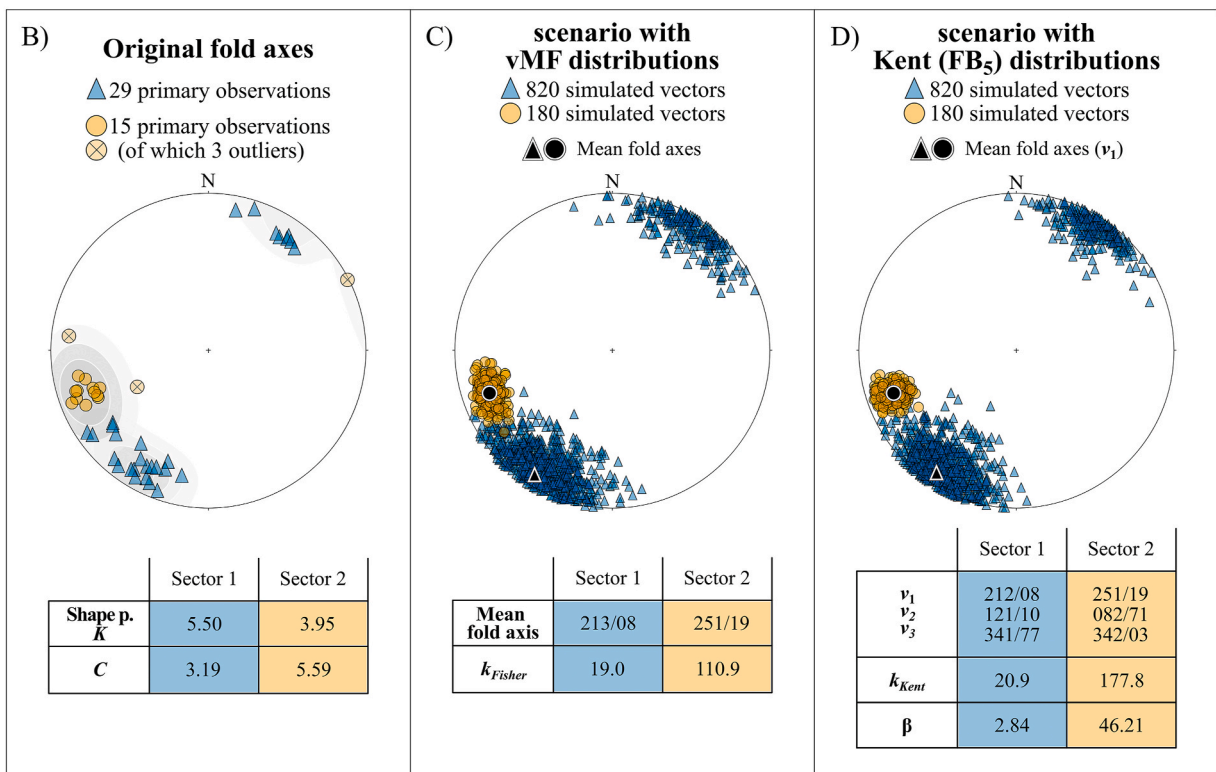 B)
Original fold axes
29 primary observations
15 primary observations
(of which 3 outliers)
N
Sector 1 Sector 2
Shape p. K 5.50 3.95
C 3.19 5.59
C)
scenario with
vMF distributions
820 simulated vectors
180 simulated vectors
Mean fold axes
N
Sector 1 Sector 2
Mean fold axis 213/08 251/19
k_Fisher 19.0 110.9
D)
scenario with
Kent (FB₅) distributions
820 simulated vectors
180 simulated vectors
Mean fold axes (v₁)
N
Sector 1 Sector 2
v₁ 212/08 251/19
v₂ 121/10 082/71
v₃ 341/77 342/03
k_Kent 20.9 177.8
β 2.84 46.21